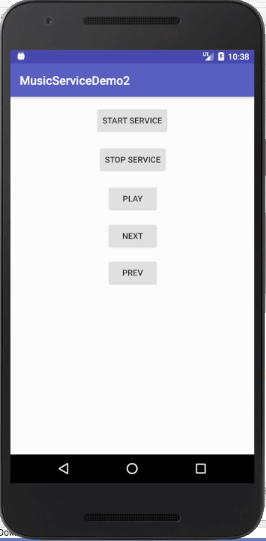 10:38
MusicServiceDemo2
START SERVICE
STOP SERVICE
PLAY
NEXT
PREV